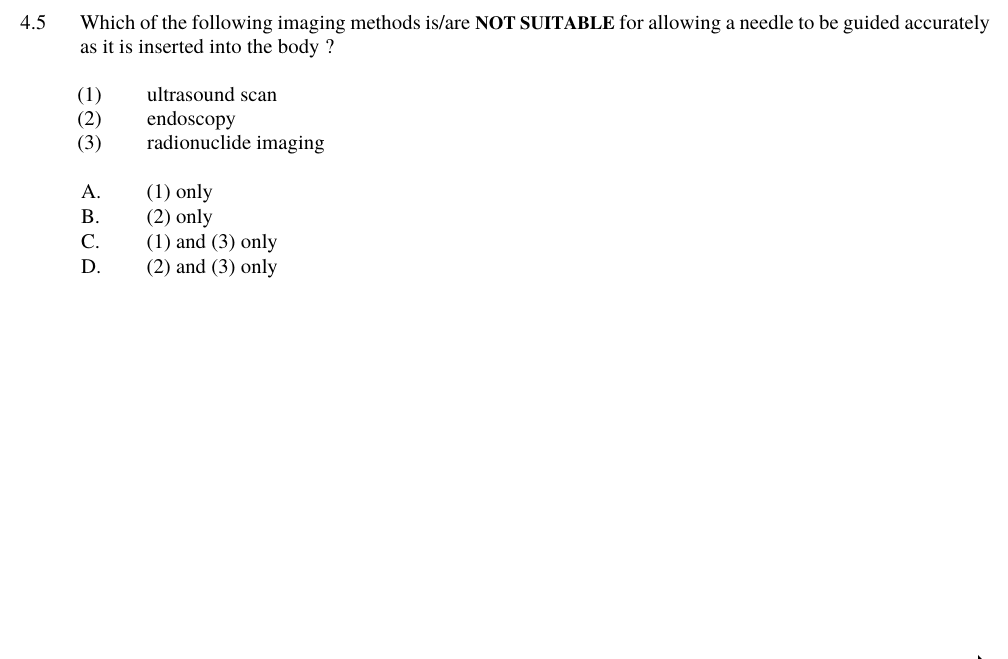 4.5 Which of the following imaging methods is/are NOT SUITABLE for allowing a needle to be guided accurately
as it is inserted into the body ?
(1) ultrasound scan
(2) endoscopy
(3) radionuclide imaging
A. (1) only
B. (2) only
C. (1) and (3) only
D. (2) and (3) only